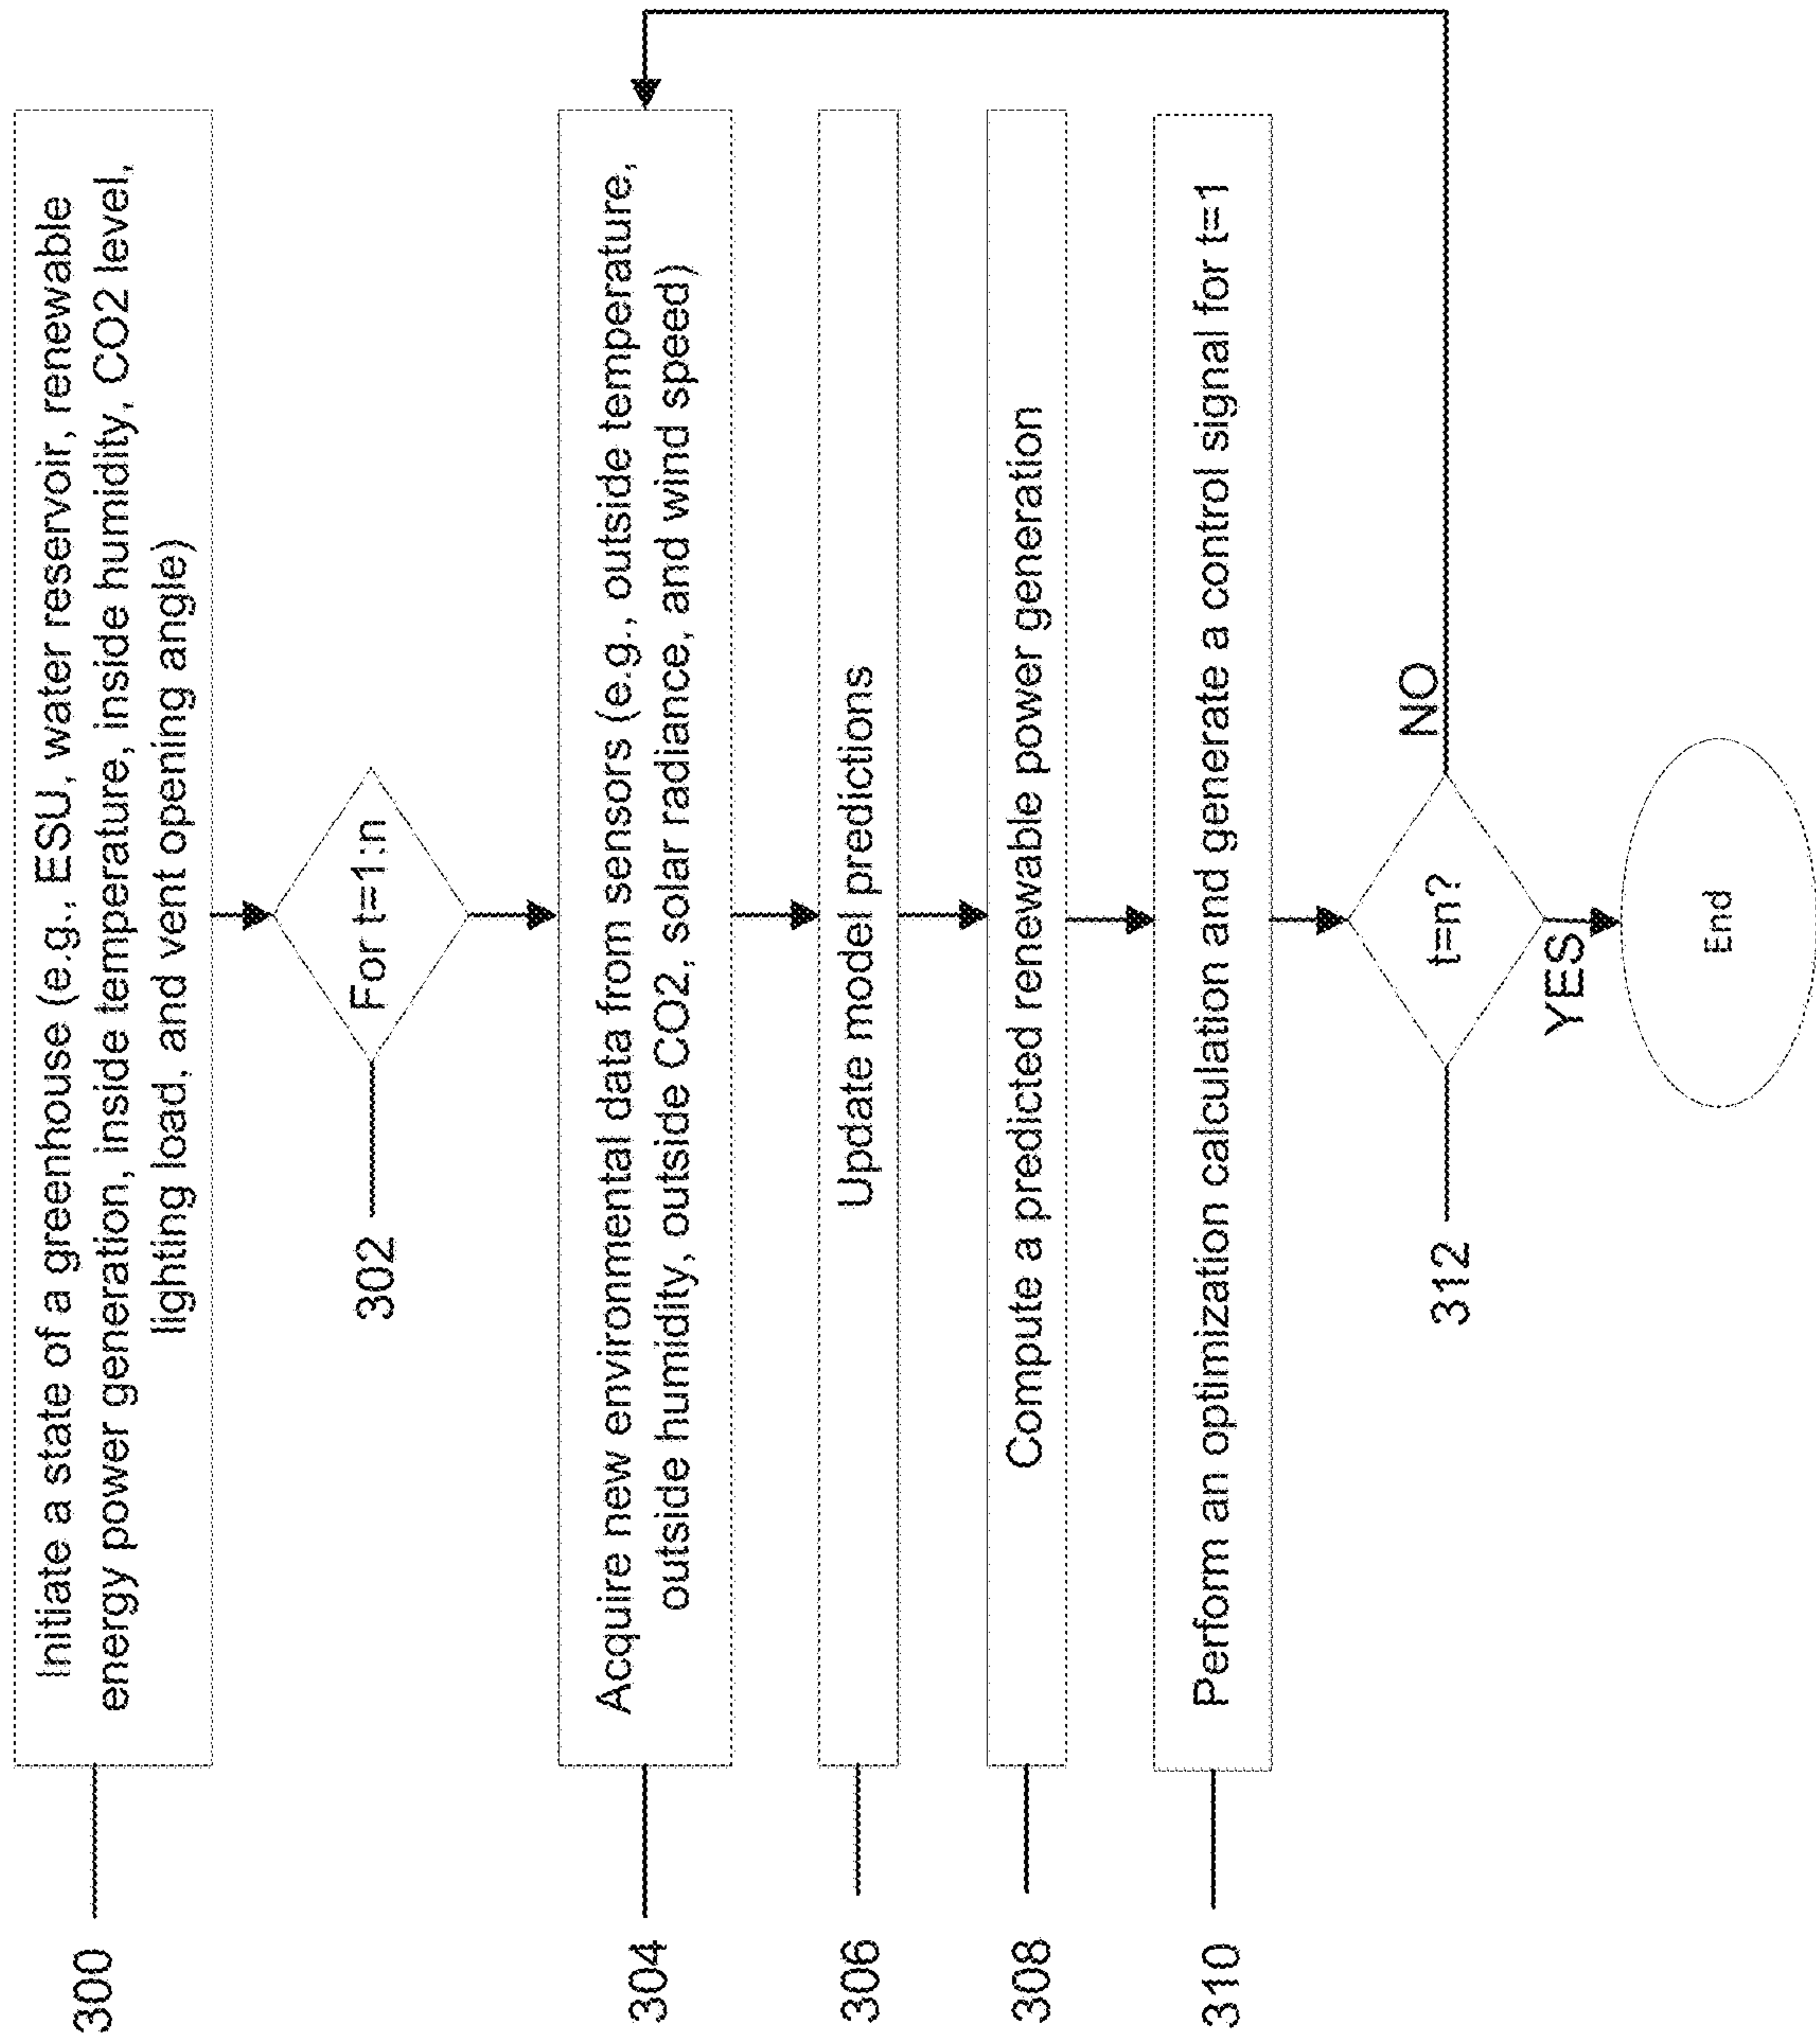 300
Initiate a state of a greenhouse (e.g., ESU, water reservoir, renewable
energy power generation, inside temperature, inside humidity, CO2 level,
lighting load, and vent opening angle)
302
For t=1:n
304
Acquire new environmental data from sensors (e.g., outside temperature,
outside humidity, outside CO2, solar radiance, and wind speed)
306
Update model predictions
308
Compute a predicted renewable power generation
310
Perform an optimization calculation and generate a control signal for t=1
312
t=n?
NO
YES
End